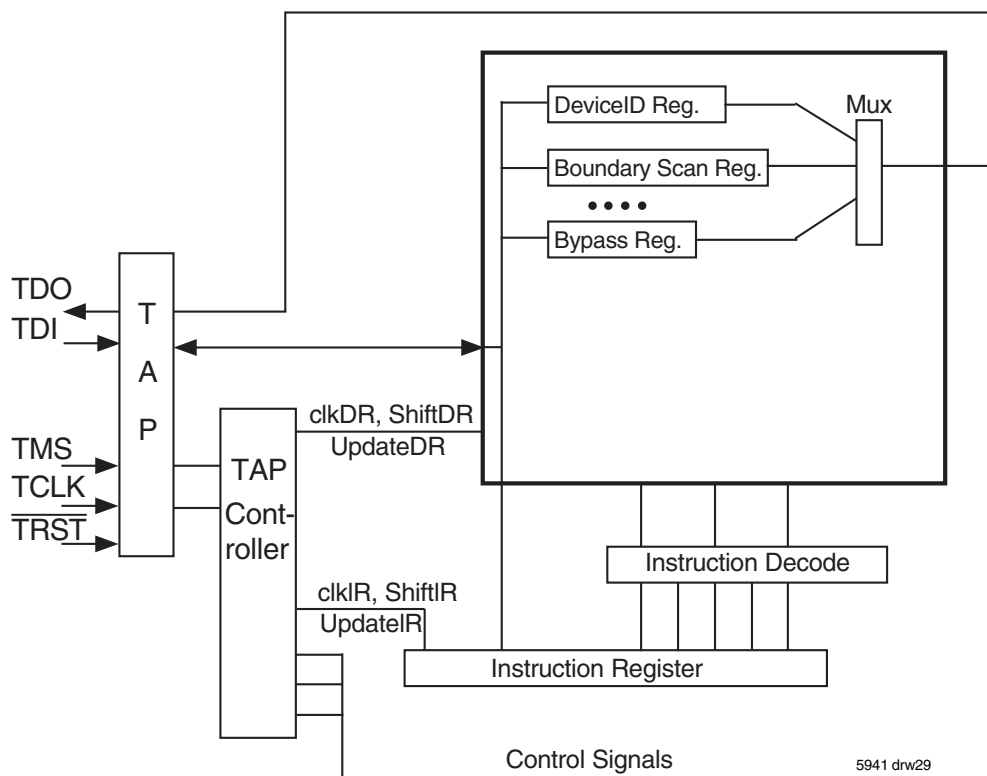 DeviceID Reg.
Mux
Boundary Scan Reg.
Bypass Reg.
TDO
TDI
T
A
P
TMS
TCLK
TRST
clkDR, ShiftDR
UpdateDR
TAP
Cont-
roller
Instruction Decode
clkIR, ShiftIR
UpdateIR
Instruction Register
Control Signals
5941 drw29